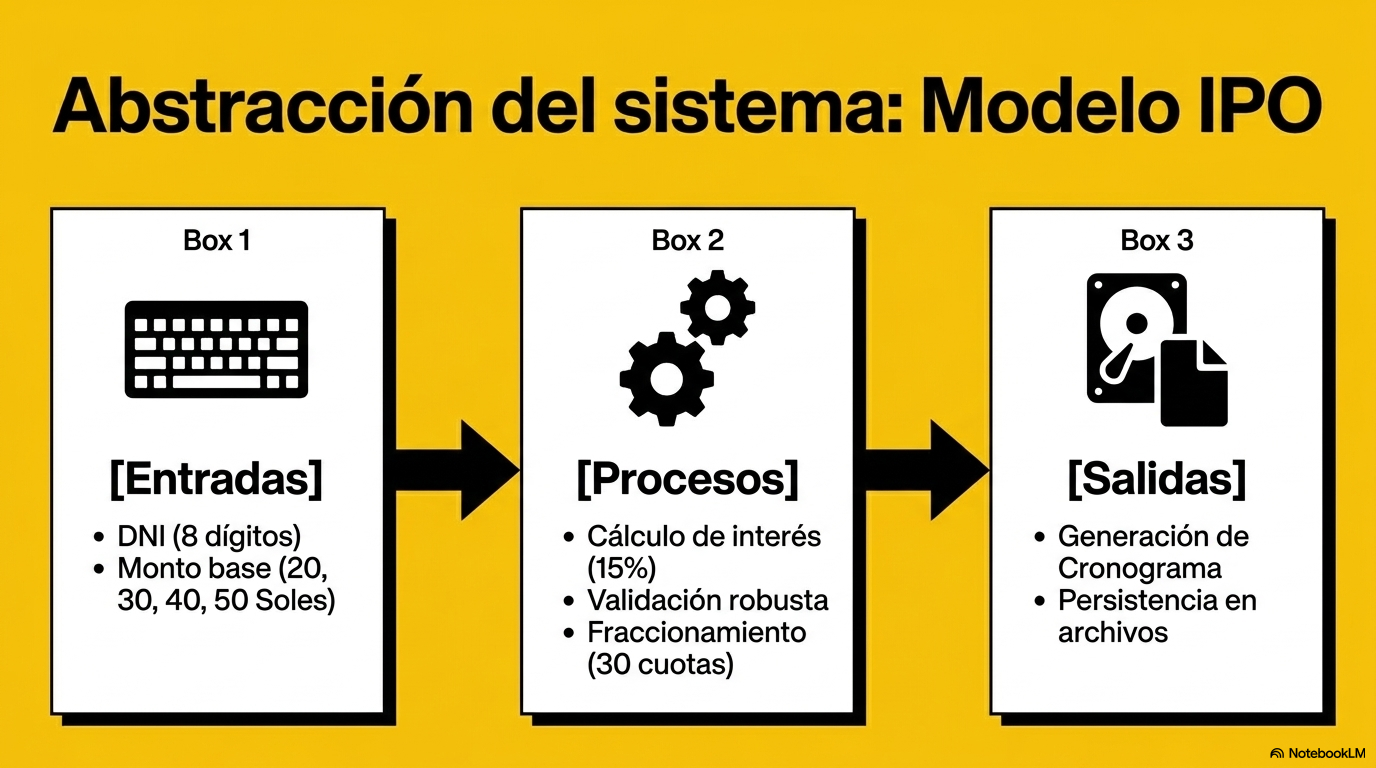 Abstracción del sistema: Modelo IPO
Box 1
[Entradas]
• DNI (8 dígitos)
• Monto base (20,
30, 40, 50 Soles)
Box 2
[Procesos]
• Cálculo de interés
(15%)
• Validación robusta
• Fraccionamiento
(30 cuotas)
Box 3
[Salidas]
• Generación de
Cronograma
• Persistencia en
archivos
NotebookLM